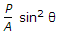 P/A sin² θ